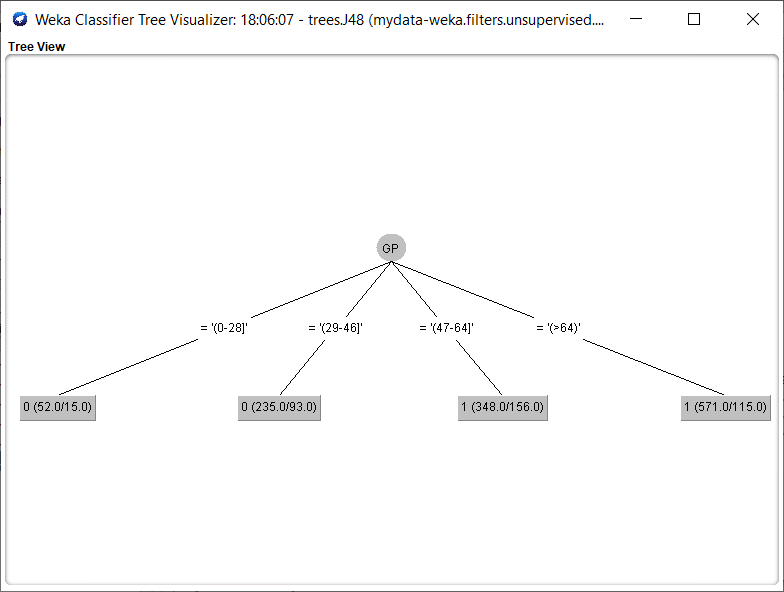 Weka Classifier Tree Visualizer: 18:06:07 - trees.J48 (mydata-weka.filters.unsupervised....
Tree View
GP
= '(0-28]' = '(29-46]' = '(47-64]' = '(>64)'
0 (52.0/15.0) 0 (235.0/93.0) 1 (348.0/156.0) 1 (571.0/115.0)